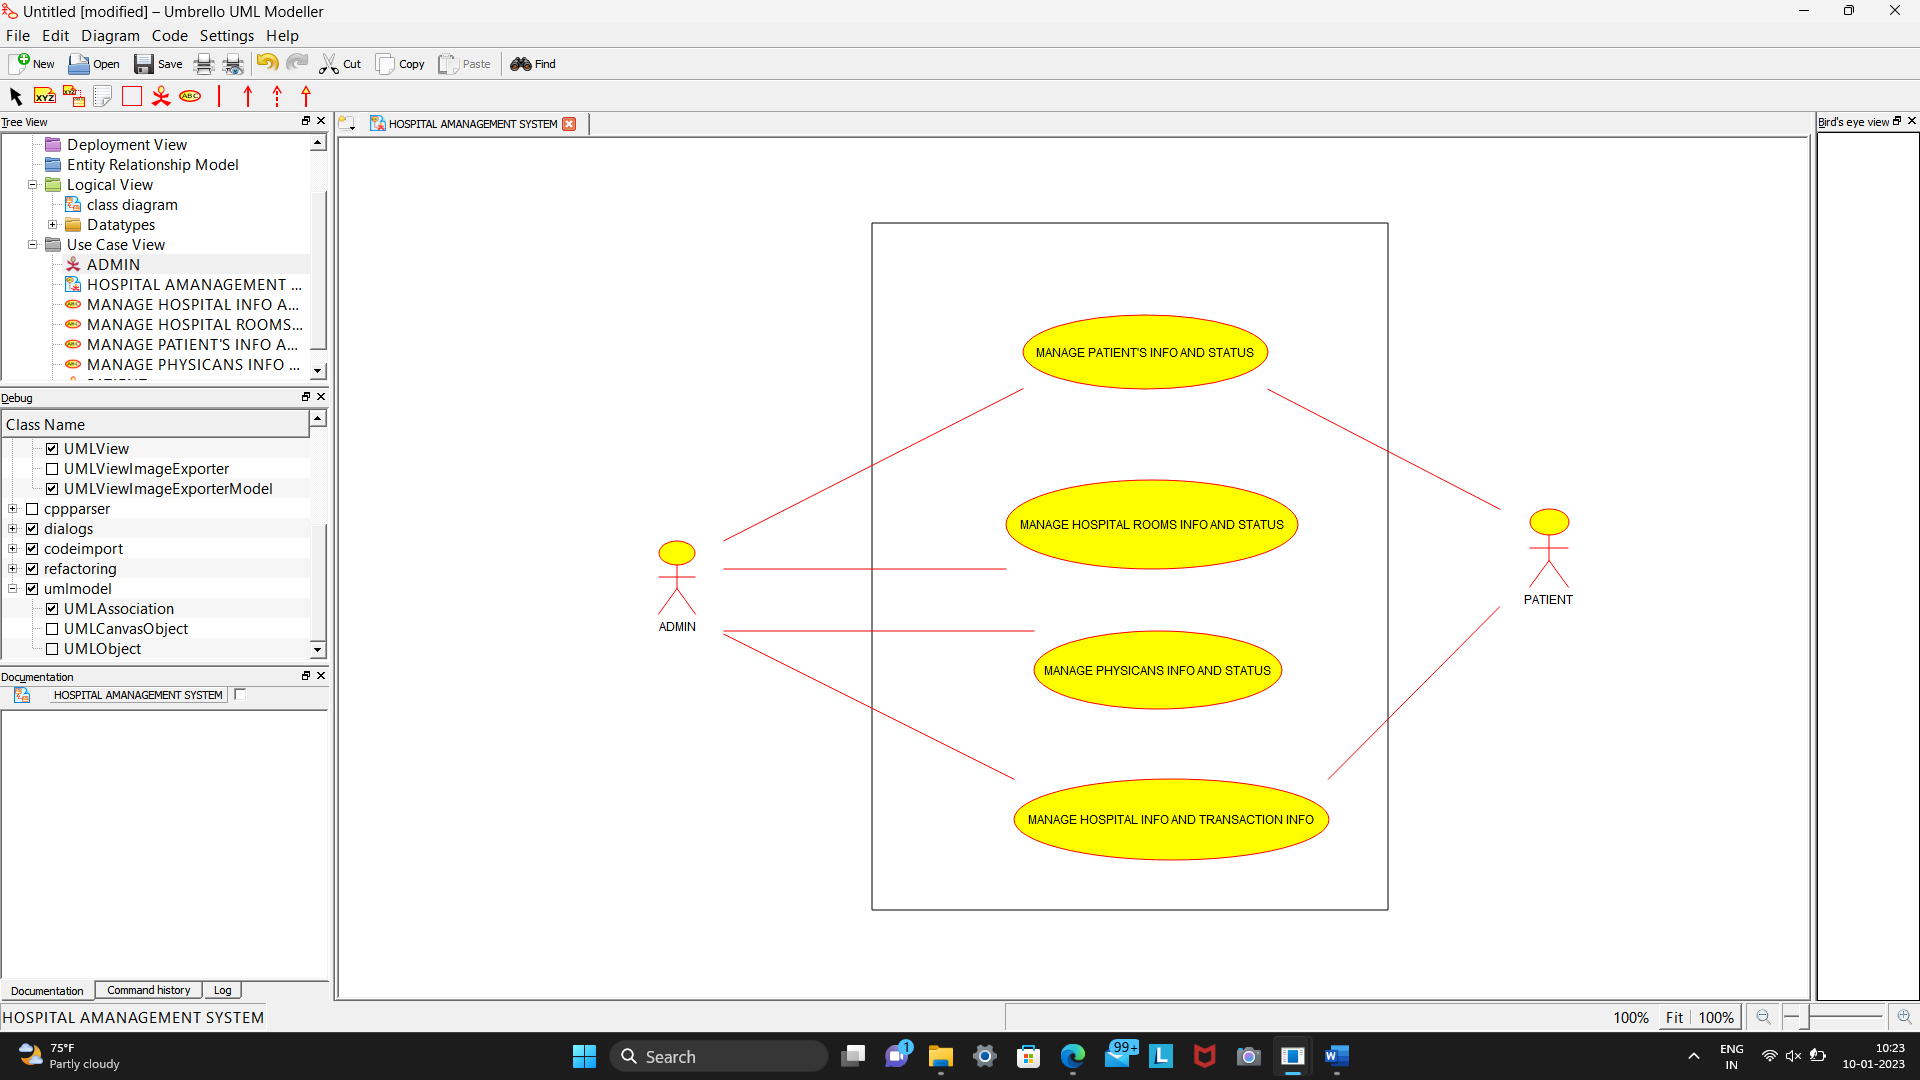 Untitled [modified] – Umbrello UML Modeller
File Edit Diagram Code Settings Help
New Open Save Cut Copy Paste Find
XYZ XYZ ABC
Tree View
Deployment View
Entity Relationship Model
Logical View
class diagram
Datatypes
Use Case View
ADMIN
HOSPITAL AMANAGEMENT ...
MANAGE HOSPITAL INFO A...
MANAGE HOSPITAL ROOMS...
MANAGE PATIENT'S INFO A...
MANAGE PHYSICANS INFO ...
Debug
Class Name
UMLView
UMLViewImageExporter
UMLViewImageExporterModel
cppparser
dialogs
codeimport
refactoring
umlmodel
UMLAssociation
UMLCanvasObject
UMLObject
Documentation
HOSPITAL AMANAGEMENT SYSTEM
Documentation Command history Log
HOSPITAL AMANAGEMENT SYSTEM
HOSPITAL AMANAGEMENT SYSTEM
MANAGE PATIENT'S INFO AND STATUS
MANAGE HOSPITAL ROOMS INFO AND STATUS
ADMIN
PATIENT
MANAGE PHYSICANS INFO AND STATUS
MANAGE HOSPITAL INFO AND TRANSACTION INFO
Bird's eye view
100% Fit 100%
75°F
Partly cloudy
Search
1
99+
L
W
ENG
IN
10:23
10-01-2023